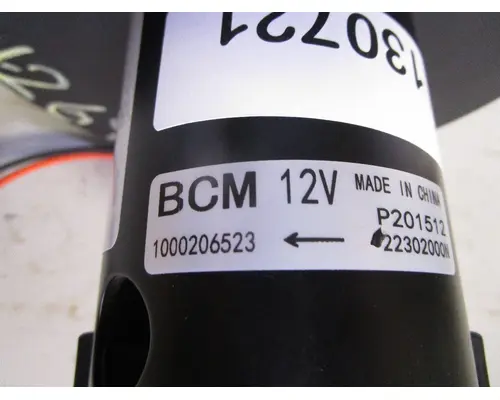 130721
BCM 12V MADE IN CHINA
P201512
1000206523 ← 22302000N